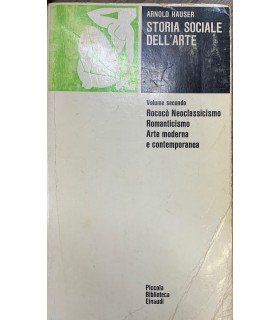 ARNOLD HAUSER
STORIA SOCIALE
DELL'ARTE
Volume secondo
Rococò Neoclassicismo
Romanticismo
Arte moderna
e contemporanea
Piccola
Biblioteca
Einaudi